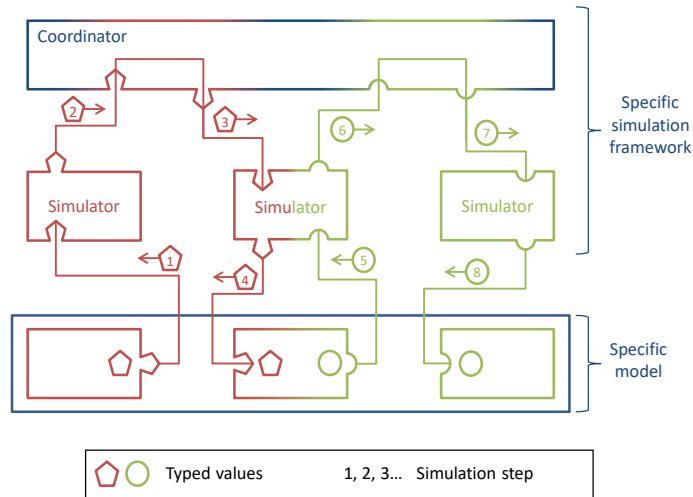 Coordinator
2
3
6
7
Specific
simulation
framework
Simulator
Simulator
Simulator
1
4
5
8
Specific
model
Typed values
1, 2, 3... Simulation step